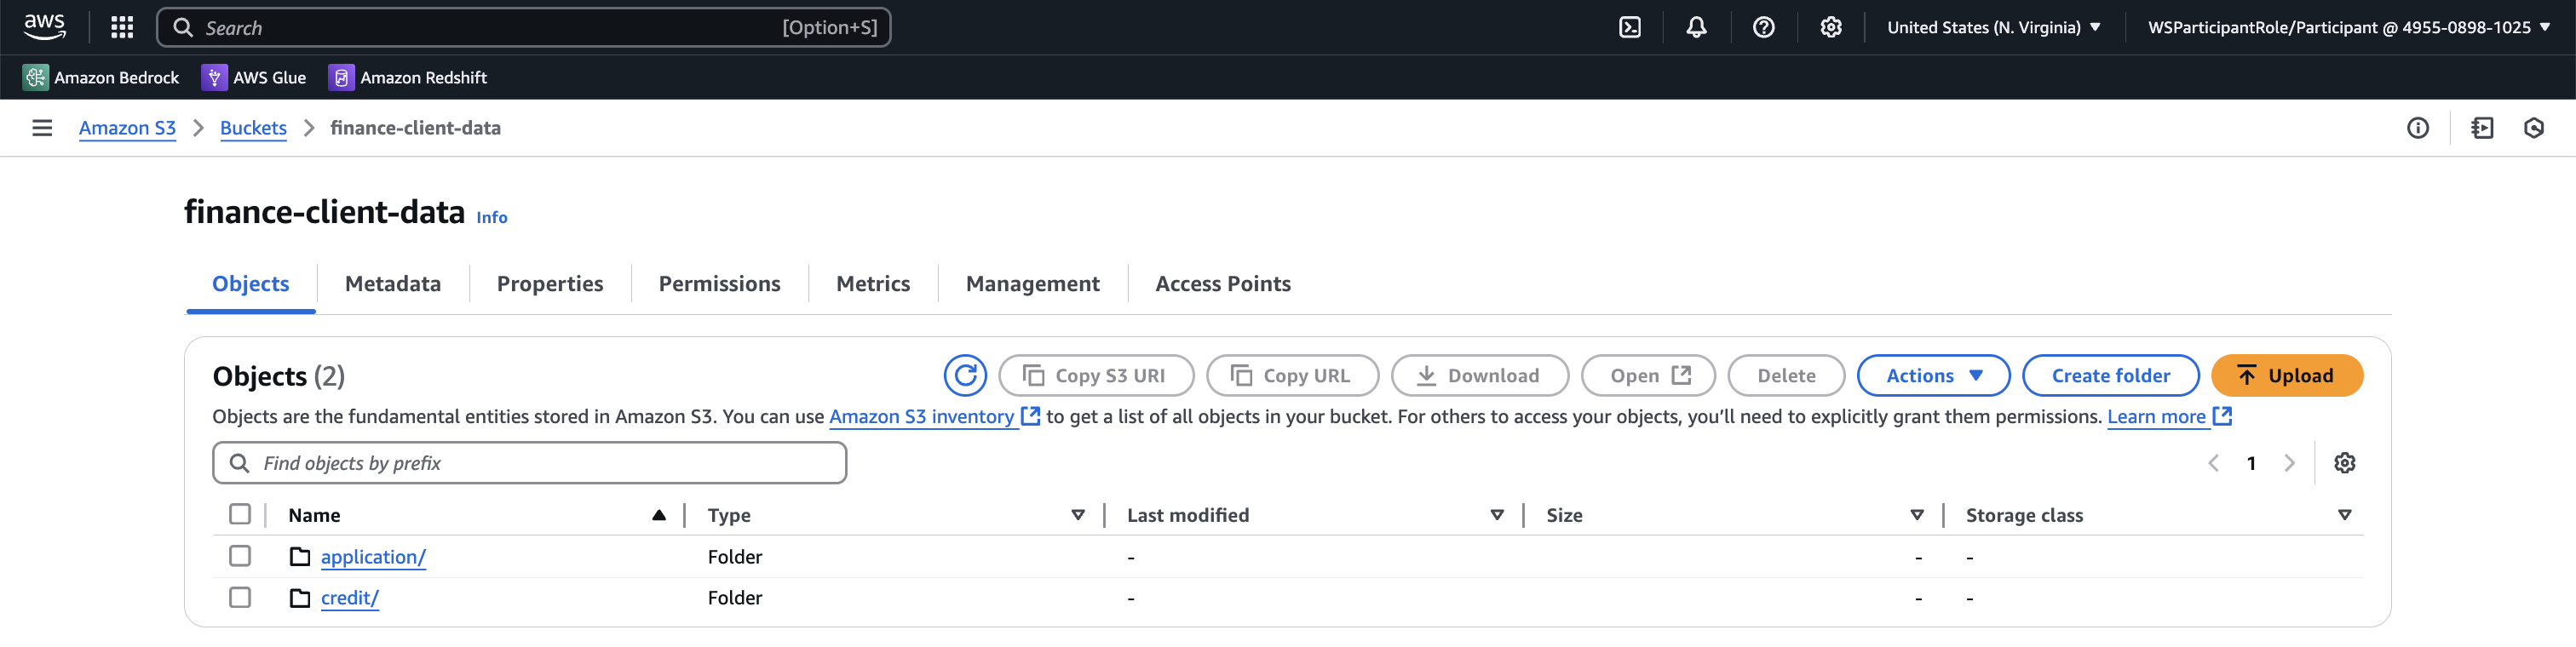 aws Search [Option+S] United States (N. Virginia) WSParticipantRole/Participant @ 4955-0898-1025
Amazon Bedrock AWS Glue Amazon Redshift
Amazon S3 Buckets finance-client-data
finance-client-data Info
Objects Metadata Properties Permissions Metrics Management Access Points
Objects (2) Copy S3 URI Copy URL Download Open Delete Actions Create folder Upload
Objects are the fundamental entities stored in Amazon S3. You can use Amazon S3 inventory to get a list of all objects in your bucket. For others to access your objects, you’ll need to explicitly grant them permissions. Learn more
Find objects by prefix 1
Name Type Last modified Size Storage class
application/ Folder - - -
credit/ Folder - - -